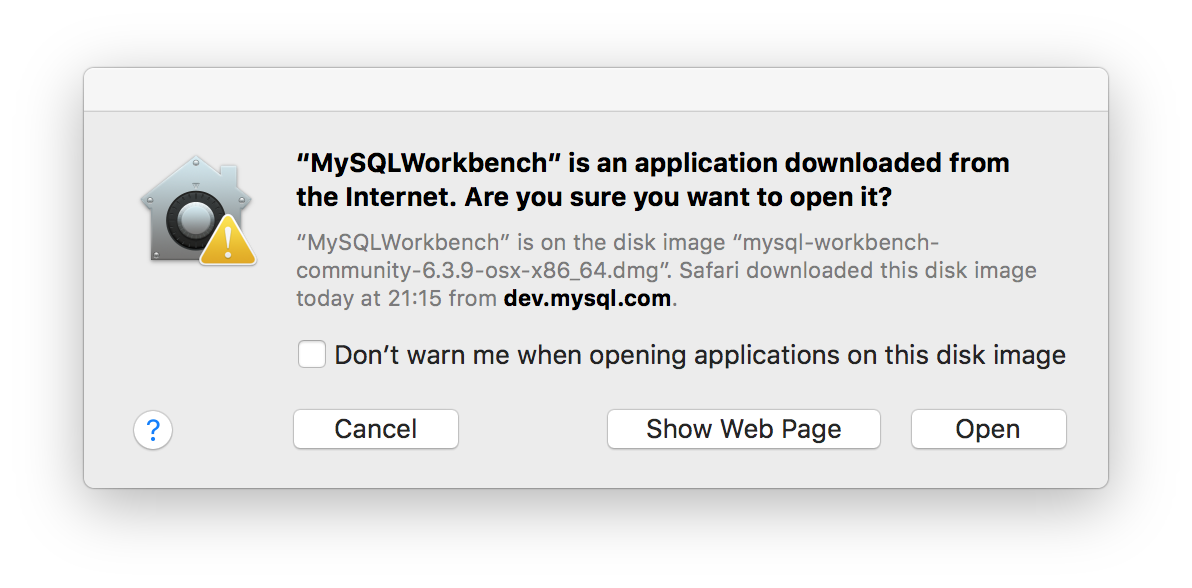 “MySQLWorkbench” is an application downloaded from
the Internet. Are you sure you want to open it?
“MySQLWorkbench” is on the disk image “mysql-workbench-
community-6.3.9-osx-x86_64.dmg”. Safari downloaded this disk image
today at 21:15 from dev.mysql.com.
Don’t warn me when opening applications on this disk image
? Cancel Show Web Page Open